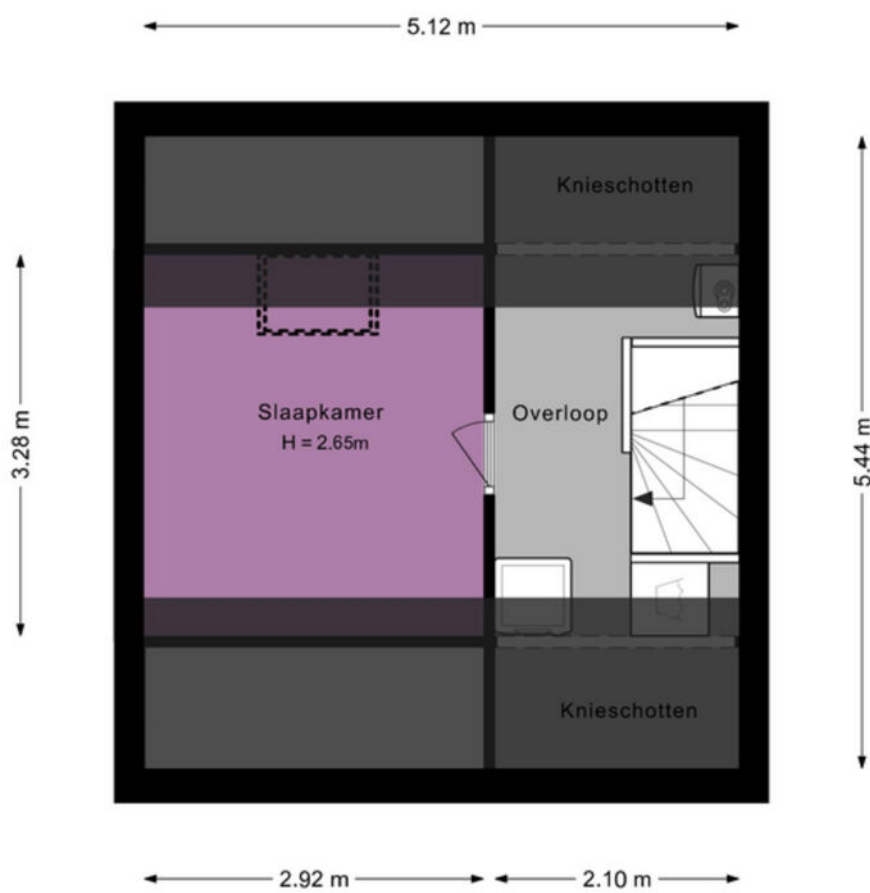 5.12 m
Knieschotten
Slaapkamer
H = 2.65m
Overloop
3.28 m
5.44 m
Knieschotten
2.92 m
2.10 m